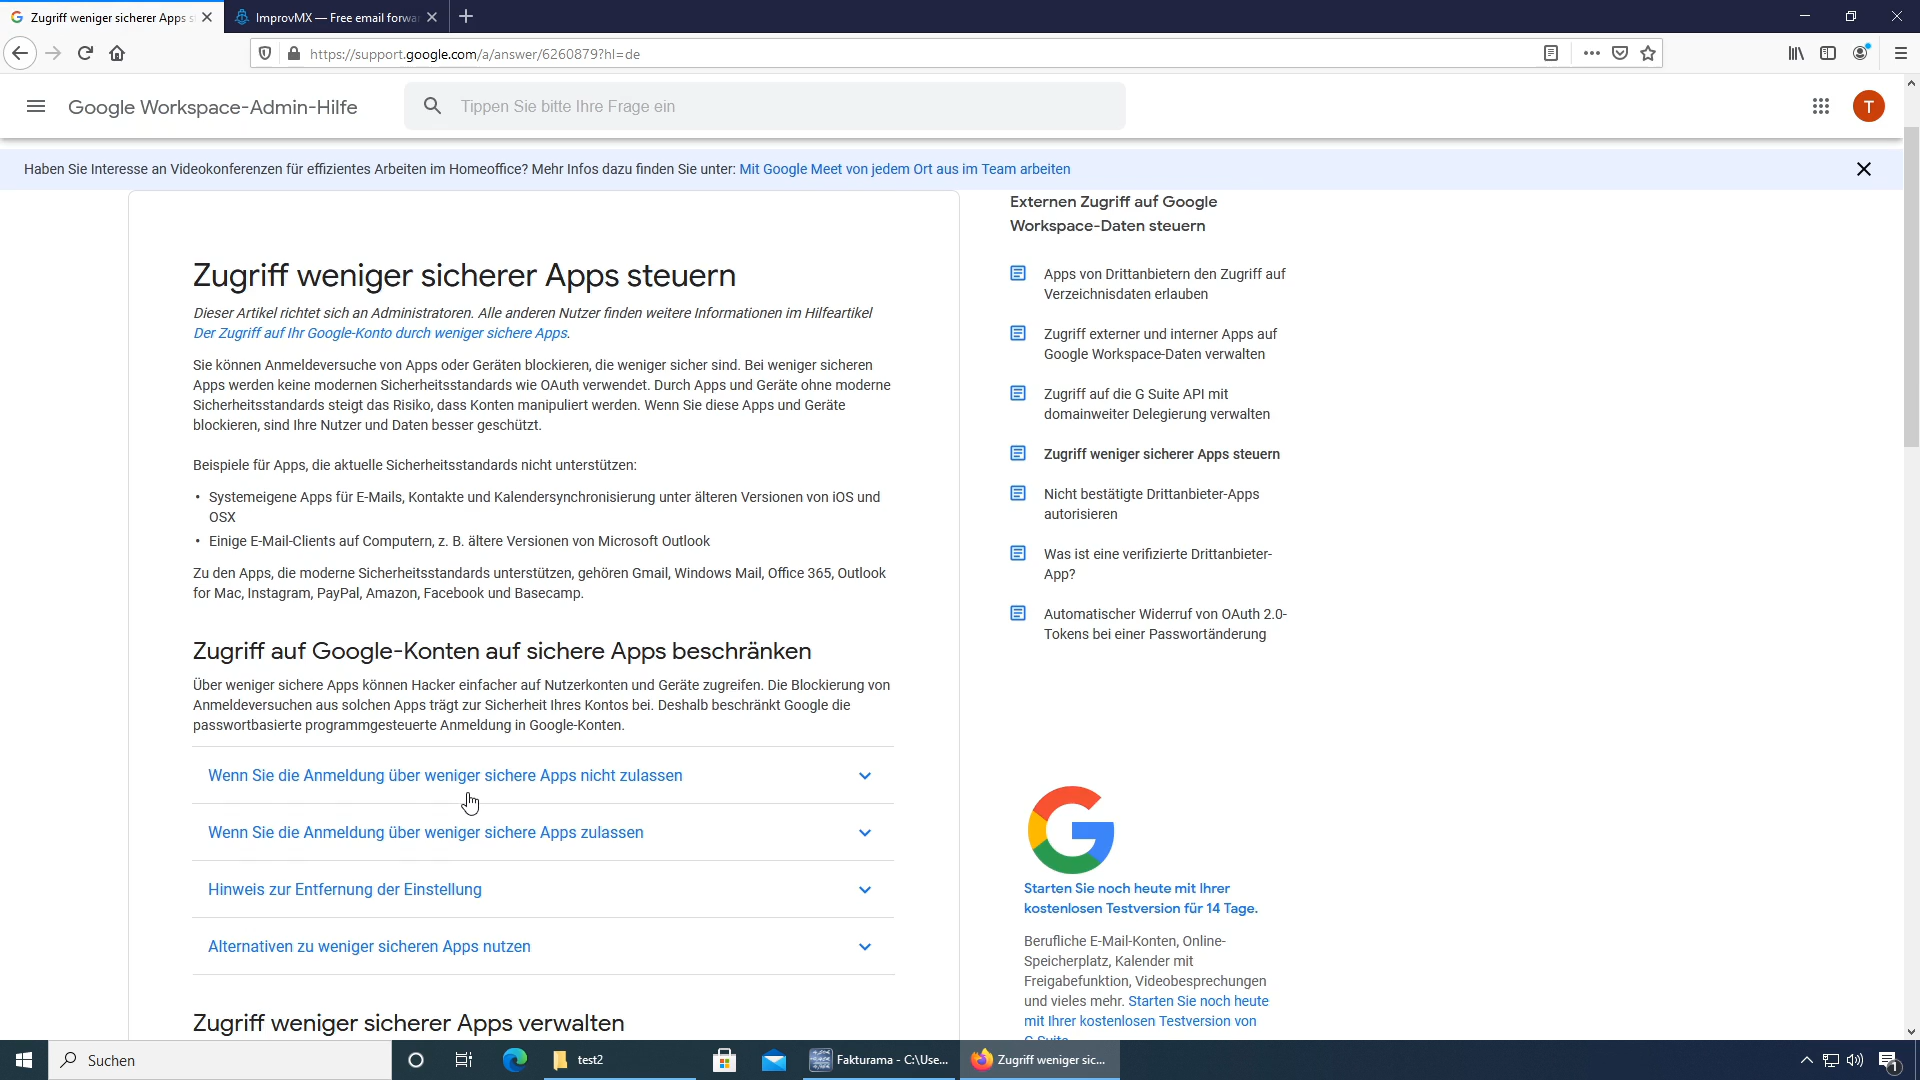 Zugriff weniger sicherer Apps s
ImprovMX — Free email forwa
https://support.google.com/a/answer/6260879?hl=de
Google Workspace-Admin-Hilfe
Tippen Sie bitte Ihre Frage ein
T
Haben Sie Interesse an Videokonferenzen für effizientes Arbeiten im Homeoffice? Mehr Infos dazu finden Sie unter: Mit Google Meet von jedem Ort aus im Team arbeiten
Zugriff weniger sicherer Apps steuern
Dieser Artikel richtet sich an Administratoren. Alle anderen Nutzer finden weitere Informationen im Hilfeartikel
Der Zugriff auf Ihr Google-Konto durch weniger sichere Apps.
Sie können Anmeldeversuche von Apps oder Geräten blockieren, die weniger sicher sind. Bei weniger sicheren
Apps werden keine modernen Sicherheitsstandards wie OAuth verwendet. Durch Apps und Geräte ohne moderne
Sicherheitsstandards steigt das Risiko, dass Konten manipuliert werden. Wenn Sie diese Apps und Geräte
blockieren, sind Ihre Nutzer und Daten besser geschützt.
Beispiele für Apps, die aktuelle Sicherheitsstandards nicht unterstützen:
• Systemeigene Apps für E-Mails, Kontakte und Kalendersynchronisierung unter älteren Versionen von iOS und
OSX
• Einige E-Mail-Clients auf Computern, z. B. ältere Versionen von Microsoft Outlook
Zu den Apps, die moderne Sicherheitsstandards unterstützen, gehören Gmail, Windows Mail, Office 365, Outlook
for Mac, Instagram, PayPal, Amazon, Facebook und Basecamp.
Zugriff auf Google-Konten auf sichere Apps beschränken
Über weniger sichere Apps können Hacker einfacher auf Nutzerkonten und Geräte zugreifen. Die Blockierung von
Anmeldeversuchen aus solchen Apps trägt zur Sicherheit Ihres Kontos bei. Deshalb beschränkt Google die
passwortbasierte programmgesteuerte Anmeldung in Google-Konten.
Wenn Sie die Anmeldung über weniger sichere Apps nicht zulassen
Wenn Sie die Anmeldung über weniger sichere Apps zulassen
Hinweis zur Entfernung der Einstellung
Alternativen zu weniger sicheren Apps nutzen
Zugriff weniger sicherer Apps verwalten
Externen Zugriff auf Google
Workspace-Daten steuern
Apps von Drittanbietern den Zugriff auf
Verzeichnisdaten erlauben
Zugriff externer und interner Apps auf
Google Workspace-Daten verwalten
Zugriff auf die G Suite API mit
domainweiter Delegierung verwalten
Zugriff weniger sicherer Apps steuern
Nicht bestätigte Drittanbieter-Apps
autorisieren
Was ist eine verifizierte Drittanbieter-
App?
Automatischer Widerruf von OAuth 2.0-
Tokens bei einer Passwortänderung
Starten Sie noch heute mit Ihrer
kostenlosen Testversion für 14 Tage.
Berufliche E-Mail-Konten, Online-
Speicherplatz, Kalender mit
Freigabefunktion, Videobesprechungen
und vieles mehr. Starten Sie noch heute
mit Ihrer kostenlosen Testversion von
G Suite.
Suchen
test2
Fakturama - C:\Use...
Zugriff weniger sic...
1